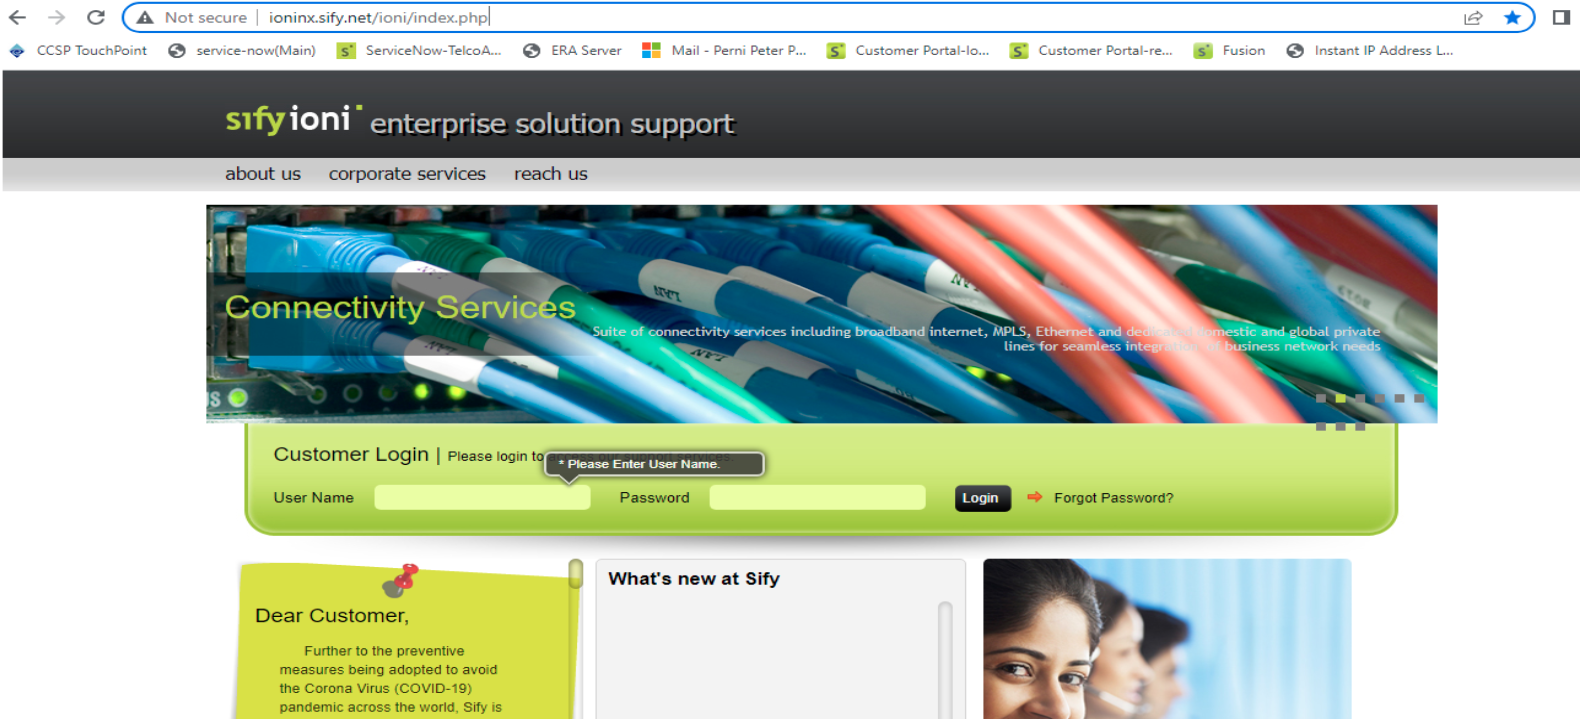 Not secure | ioninx.sify.net/ioni/index.php
CCSP TouchPoint service-now(Main) ServiceNow-TelcoA... ERA Server Mail - Perni Peter P... Customer Portal-lo... Customer Portal-re... Fusion Instant IP Address L...
sify ioni enterprise solution support
about us corporate services reach us
Connectivity Services
Suite of connectivity services including broadband internet, MPLS, Ethernet and dedicated domestic and global private
lines for seamless integration of business network needs
LAN
Customer Login | Please login to access our support services.
* Please Enter User Name.
User Name Password Login Forgot Password?
Dear Customer,
Further to the preventive
measures being adopted to avoid
the Corona Virus (COVID-19)
pandemic across the world, Sify is
What's new at Sify